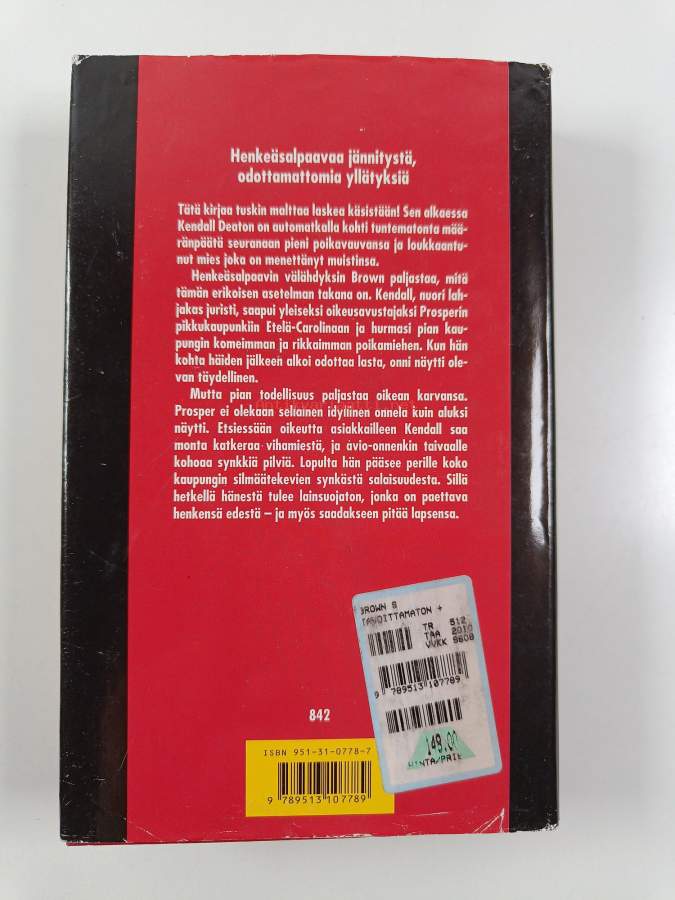 Henkeäsalpaavaa jännitystä,
odottamattomia yllätyksiä
Tätä kirjaa tuskin malttaa laskea käsistään! Sen alkaessa
Kendall Deaton on automatkalla kohti tuntematonta mää-
ränpäätä seuranaan pieni poikavauvansa ja loukkaantu-
nut mies joka on menettänyt muistinsa.
Henkeäsalpaavin välähdyksin Brown paljastaa, mitä
tämän erikoisen asetelman takana on. Kendall, nuori lah-
jakas juristi, saapui yleiseksi oikeusavustajaksi Prosperin
pikkukaupunkiin Etelä-Carolinaan ja hurmasi pian kau-
pungin komeimman ja rikkaimman poikamiehen. Kun hän
kohta häiden jälkeen alkoi odottaa lasta, onni näytti ole-
van täydellinen.
Mutta pian todellisuus paljastaa oikean karvansa.
Prosper ei olekaan sellainen idyllinen onnela kuin aluksi
näytti. Etsiessään oikeutta asiakkailleen Kendall saa
monta katkeraa vihamiestä, ja avio-onnenkin taivaalle
kohoaa synkkiä pilviä. Lopulta hän pääsee perille koko
kaupungin silmäätekevien synkästä salaisuudesta. Sillä
hetkellä hänestä tulee lainsuojaton, jonka on paettava
henkensä edestä – ja myös saadakseen pitää lapsensa.
BROWN S
TAVOITTAMATON +
TR 512
TAA 2010
VVKK 9608
9 789513 107789
149.00
HINTA/PRIS
842
ISBN 951-31-0778-7
9 789513 107789